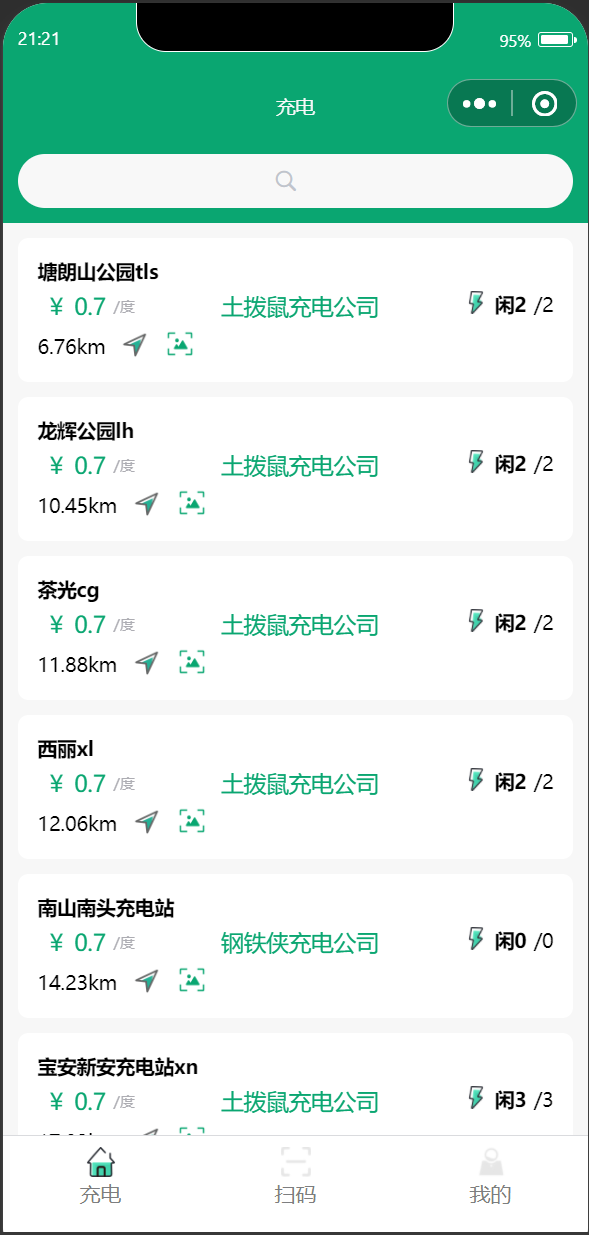 21:21 95%
充电
塘朗山公园tls
¥ 0.7 /度 土拨鼠充电公司 闲2 /2
6.76km
龙辉公园lh
¥ 0.7 /度 土拨鼠充电公司 闲2 /2
10.45km
茶光cg
¥ 0.7 /度 土拨鼠充电公司 闲2 /2
11.88km
西丽xl
¥ 0.7 /度 土拨鼠充电公司 闲2 /2
12.06km
南山南头充电站
¥ 0.7 /度 钢铁侠充电公司 闲0 /0
14.23km
宝安新安充电站xn
¥ 0.7 /度 土拨鼠充电公司 闲3 /3
充电 扫码 我的